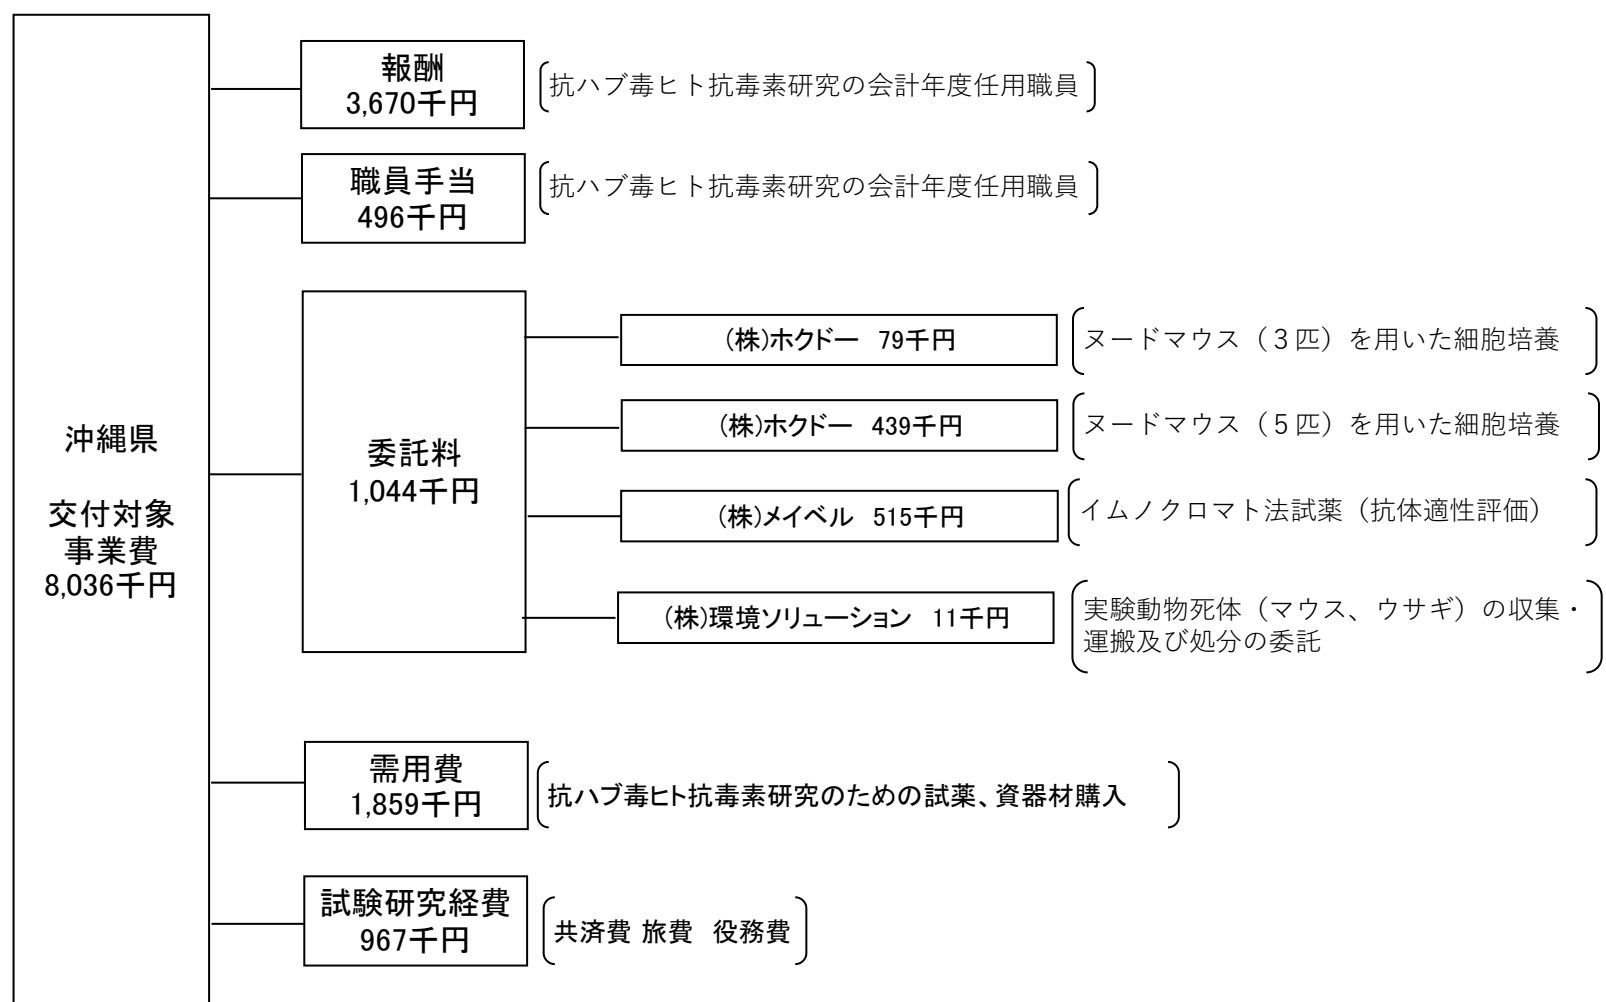 沖縄県
交付対象
事業費
8,036千円
報酬
3,670千円
抗ハブ毒ヒト抗毒素研究の会計年度任用職員
職員手当
496千円
抗ハブ毒ヒト抗毒素研究の会計年度任用職員
委託料
1,044千円
(株)ホクドー 79千円
ヌードマウス（３匹）を用いた細胞培養
(株)ホクドー 439千円
ヌードマウス（５匹）を用いた細胞培養
(株)メイベル 515千円
イムノクロマト法試薬（抗体適性評価）
(株)環境ソリューション 11千円
実験動物死体（マウス、ウサギ）の収集・
運搬及び処分の委託
需用費
1,859千円
抗ハブ毒ヒト抗毒素研究のための試薬、資器材購入
試験研究経費
967千円
共済費 旅費 役務費